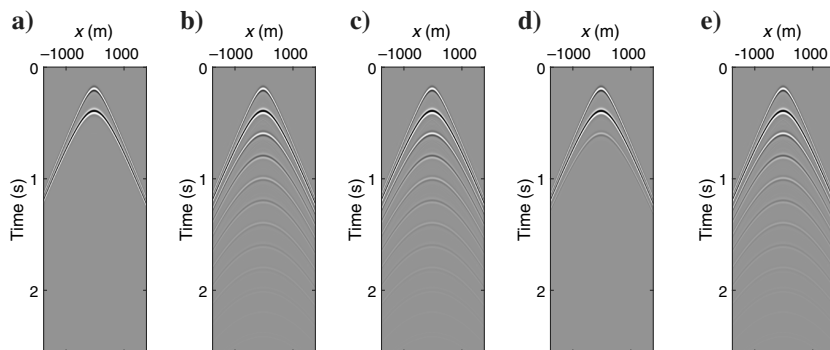 a) b) c) d) e)
x (m) x (m) x (m) x (m) x (m)
−1000 1000 −1000 1000 −1000 1000 −1000 1000 -1000 1000
0 0 0 0 0
1 1 1 1 1
Time (s) Time (s) Time (s) Time (s) Time (s)
2 2 2 2 2